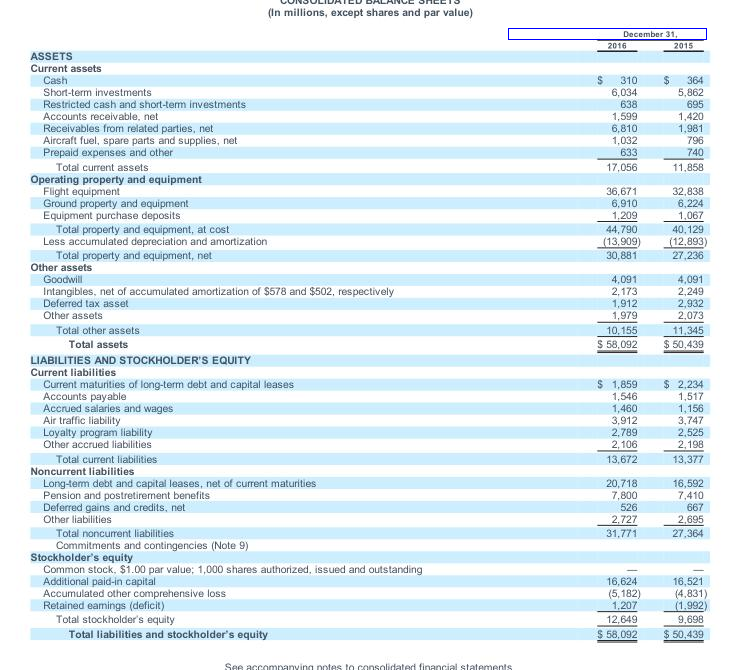 CONSOLIDATED BALANCE SHEETS
(In millions, except shares and par value)
December 31,
2016 2015
ASSETS
Current assets
Cash $ 310 $ 364
Short-term investments 6,034 5,862
Restricted cash and short-term investments 638 695
Accounts receivable, net 1,599 1,420
Receivables from related parties, net 6,810 1,981
Aircraft fuel, spare parts and supplies, net 1,032 796
Prepaid expenses and other 633 740
Total current assets 17,056 11,858
Operating property and equipment
Flight equipment 36,671 32,838
Ground property and equipment 6,910 6,224
Equipment purchase deposits 1,209 1,067
Total property and equipment, at cost 44,790 40,129
Less accumulated depreciation and amortization (13,909) (12,893)
Total property and equipment, net 30,881 27,236
Other assets
Goodwill 4,091 4,091
Intangibles, net of accumulated amortization of $578 and $502, respectively 2,173 2,249
Deferred tax asset 1,912 2,932
Other assets 1,979 2,073
Total other assets 10,155 11,345
Total assets $ 58,092 $ 50,439
LIABILITIES AND STOCKHOLDER'S EQUITY
Current liabilities
Current maturities of long-term debt and capital leases $ 1,859 $ 2,234
Accounts payable 1,546 1,517
Accrued salaries and wages 1,460 1,156
Air traffic liability 3,912 3,747
Loyalty program liability 2,789 2,525
Other accrued liabilities 2,106 2,198
Total current liabilities 13,672 13,377
Noncurrent liabilities
Long-term debt and capital leases, net of current maturities 20,718 16,592
Pension and postretirement benefits 7,800 7,410
Deferred gains and credits, net 526 667
Other liabilities 2,727 2,695
Total noncurrent liabilities 31,771 27,364
Commitments and contingencies (Note 9)
Stockholder's equity
Common stock, $1.00 par value; 1,000 shares authorized, issued and outstanding — —
Additional paid-in capital 16,624 16,521
Accumulated other comprehensive loss (5,182) (4,831)
Retained earnings (deficit) 1,207 (1,992)
Total stockholder's equity 12,649 9,698
Total liabilities and stockholder's equity $ 58,092 $ 50,439
See accompanying notes to consolidated financial statements